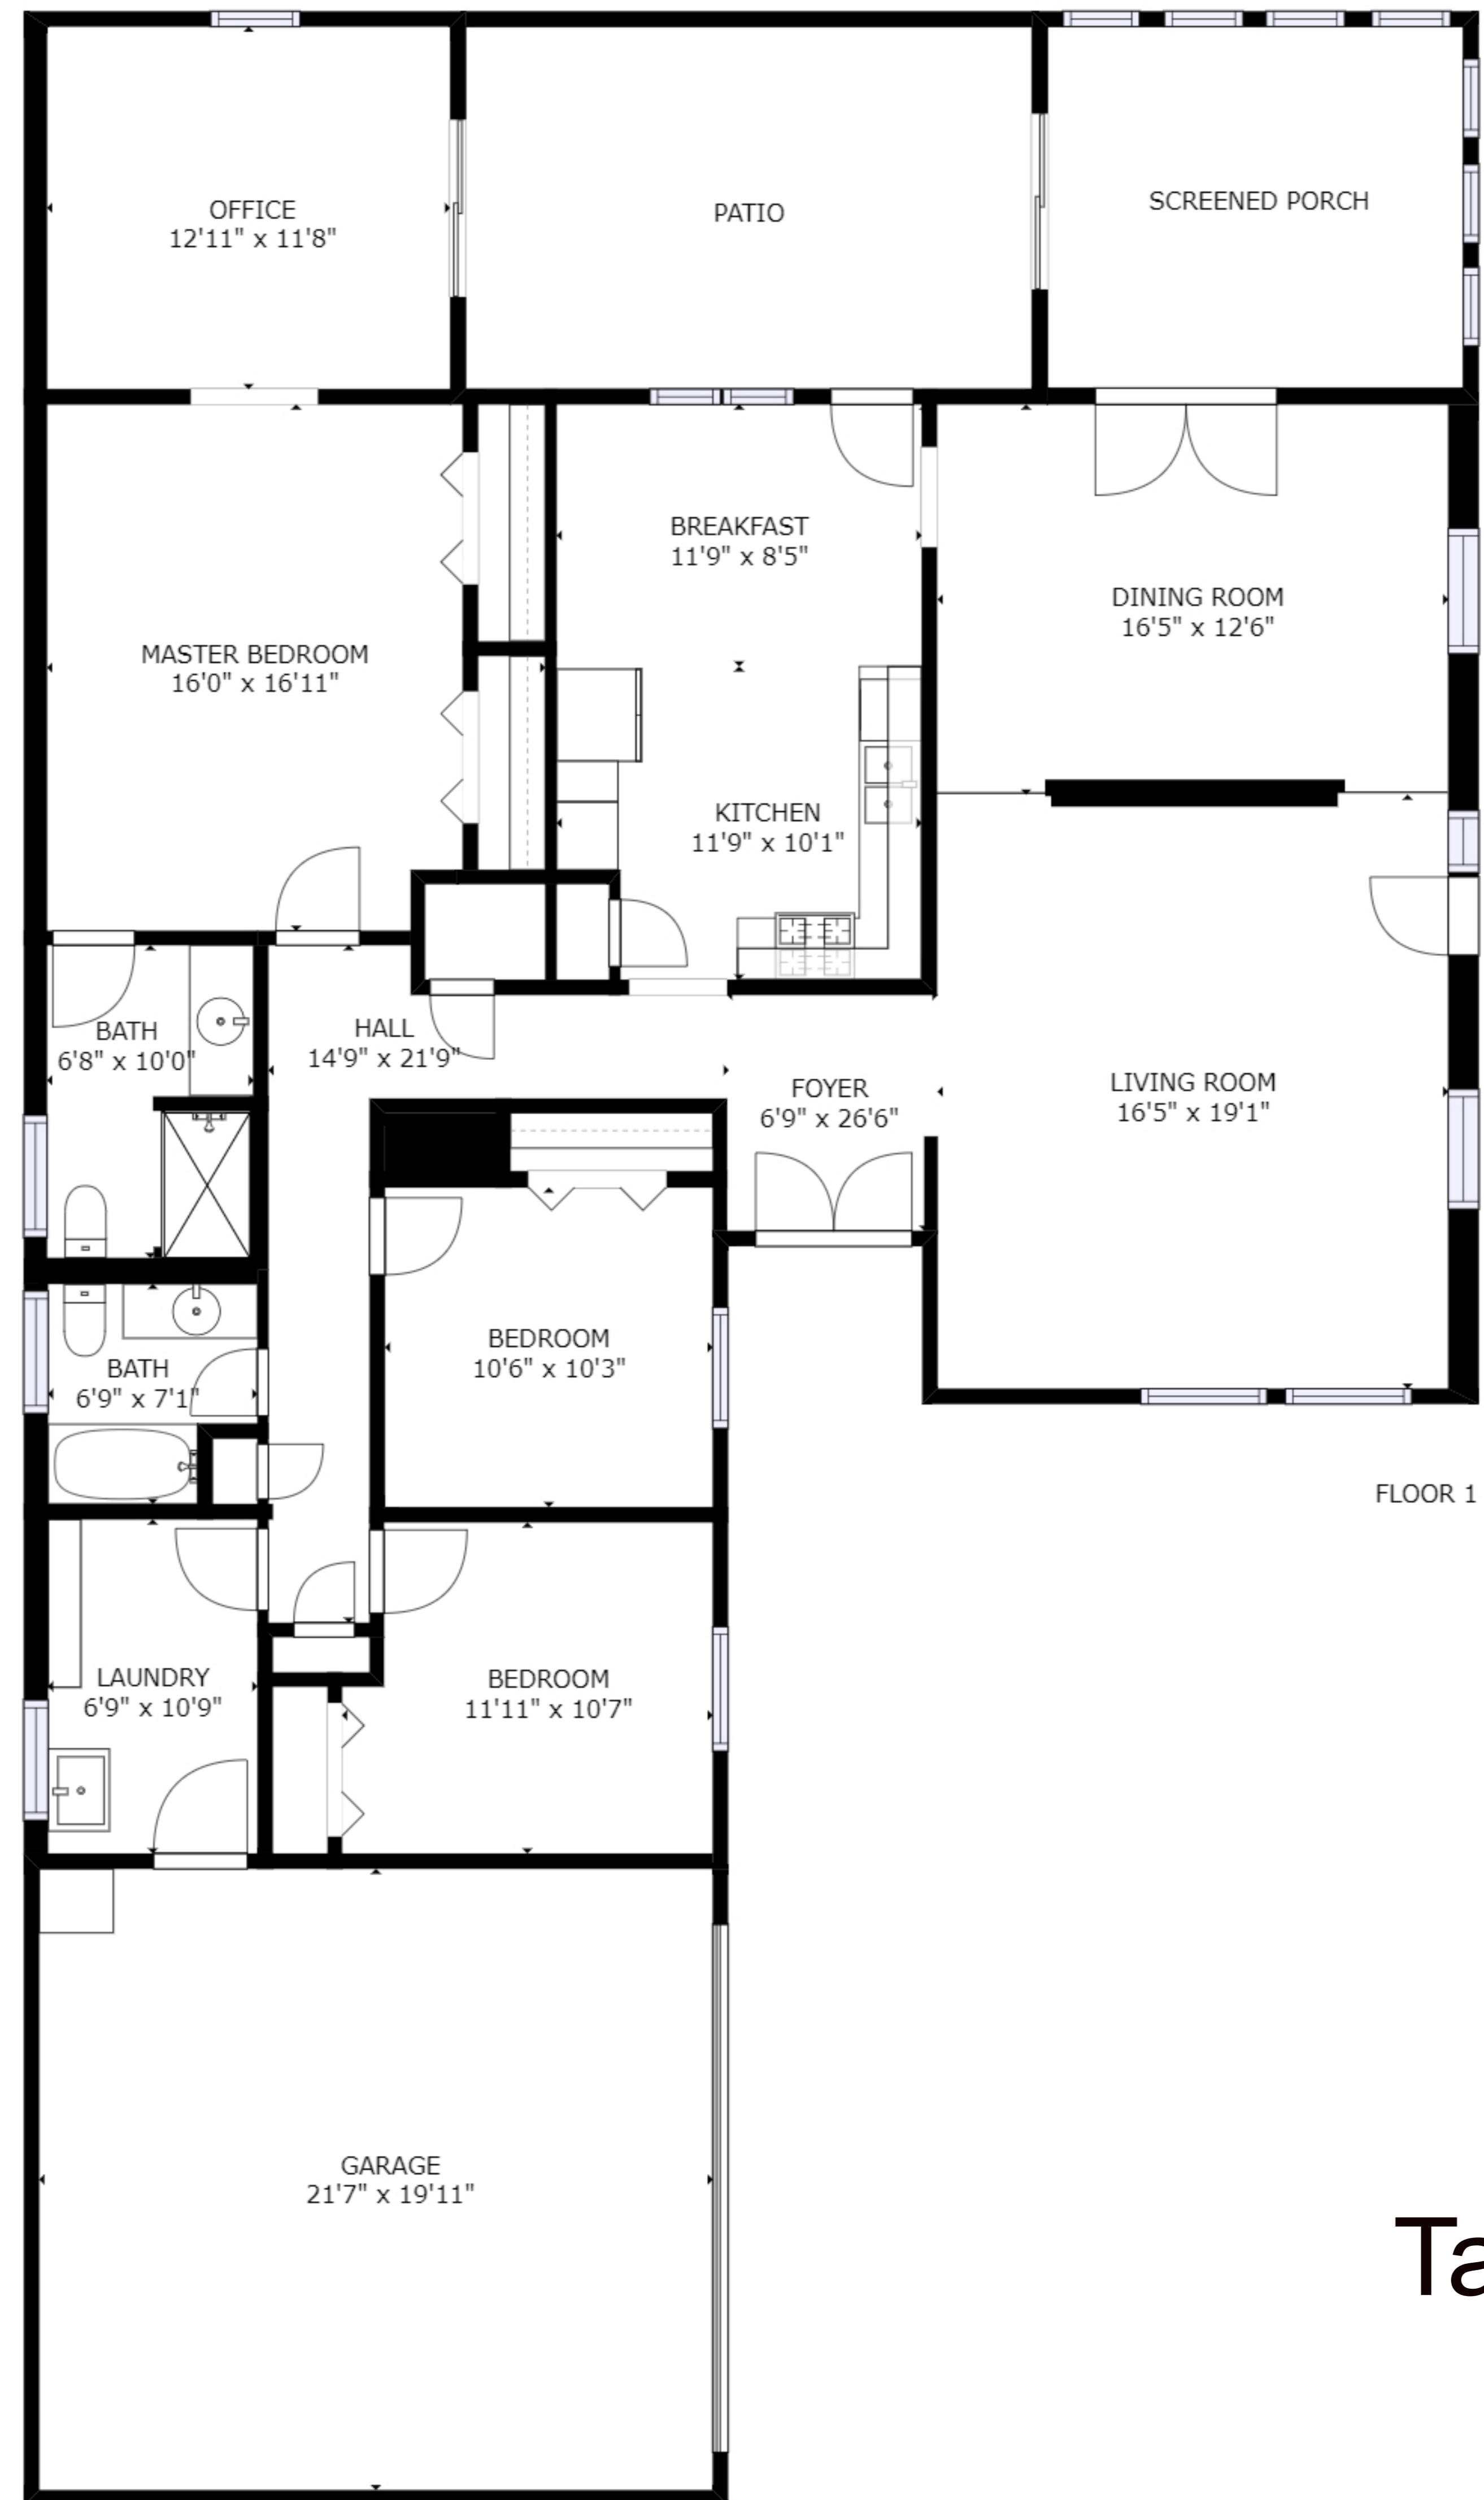 OFFICE
12'11" x 11'8"
PATIO
SCREENED PORCH
BREAKFAST
11'9" x 8'5"
DINING ROOM
16'5" x 12'6"
MASTER BEDROOM
16'0" x 16'11"
KITCHEN
11'9" x 10'1"
BATH
6'8" x 10'0"
HALL
14'9" x 21'9"
FOYER
6'9" x 26'6"
LIVING ROOM
16'5" x 19'1"
BEDROOM
10'6" x 10'3"
BATH
6'9" x 7'1"
FLOOR 1
LAUNDRY
6'9" x 10'9"
BEDROOM
11'11" x 10'7"
GARAGE
21'7" x 19'11"
Ta